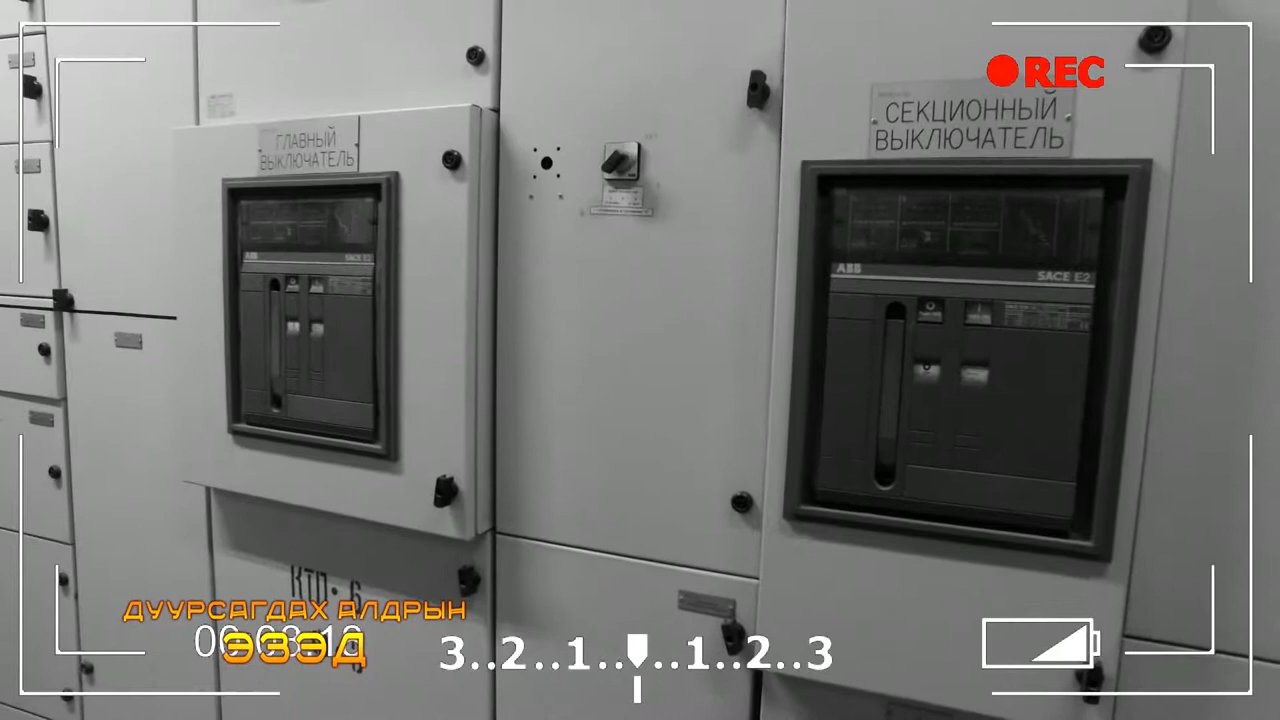 REC
СЕКЦИОННЫЙ
ВЫКЛЮЧАТЕЛЬ
ГЛАВНЫЙ
ВЫКЛЮЧАТЕЛЬ
ABB SACE E2
ABB SACE E2
КТП-6
ДУУРСАГДАХ АЛДРЫН
ЭЗЭД
3..2..1.. ..1..2..3